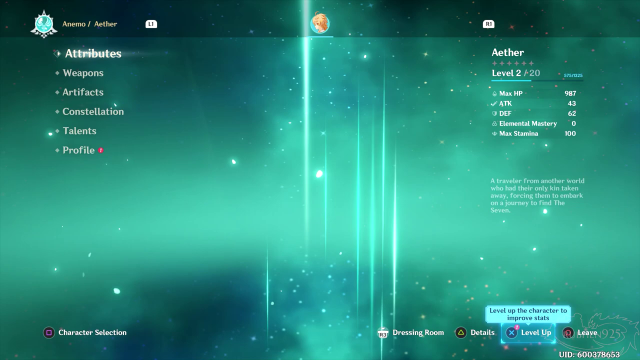 Anemo / Aether
L1
R1
Attributes
Weapons
Artifacts
Constellation
Talents
Profile
Aether
Level 2 /20
Max HP 987
ATK 43
DEF 62
Elemental Mastery 0
Max Stamina 100
A traveler from another world
who had their only kin taken
away, forcing them to embark
on a journey to find The
Seven.
Level up the character to
improve stats
Character Selection
Dressing Room
Details
Level Up
Leave
UID: 600378653